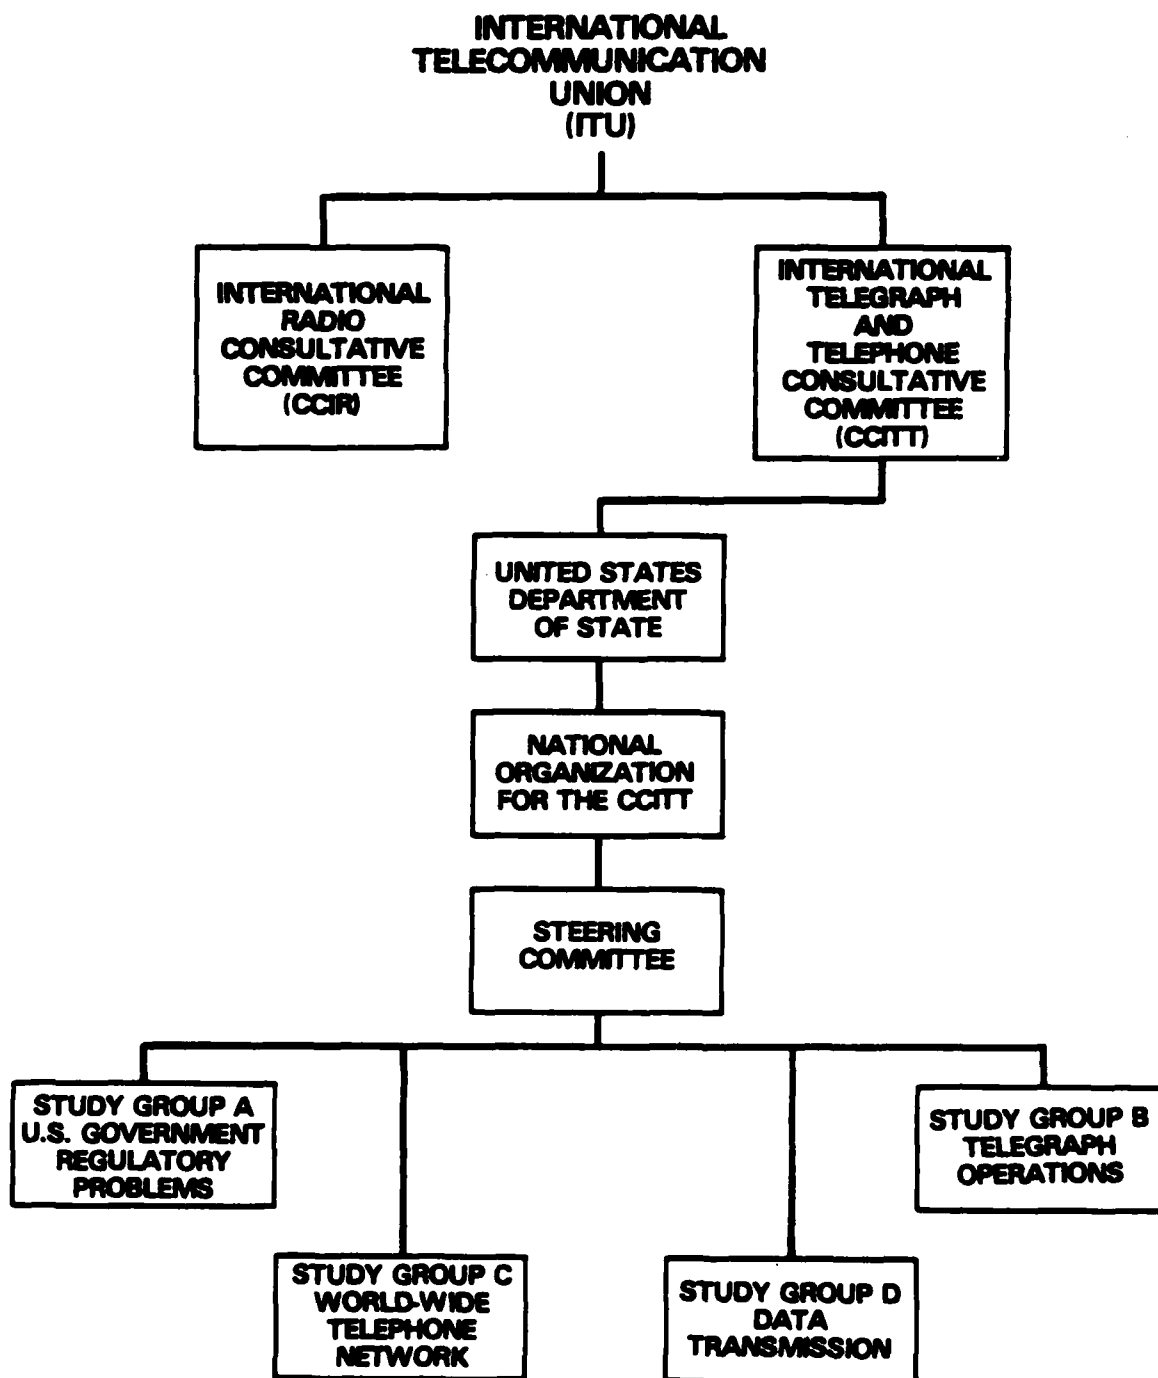 INTERNATIONAL
TELECOMMUNICATION
UNION
(ITU)
INTERNATIONAL
RADIO
CONSULTATIVE
COMMITTEE
(CCIR)
INTERNATIONAL
TELEGRAPH
AND
TELEPHONE
CONSULTATIVE
COMMITTEE
(CCITT)
UNITED STATES
DEPARTMENT
OF STATE
NATIONAL
ORGANIZATION
FOR THE CCITT
STEERING
COMMITTEE
STUDY GROUP A
U.S. GOVERNMENT
REGULATORY
PROBLEMS
STUDY GROUP B
TELEGRAPH
OPERATIONS
STUDY GROUP C
WORLD-WIDE
TELEPHONE
NETWORK
STUDY GROUP D
DATA
TRANSMISSION